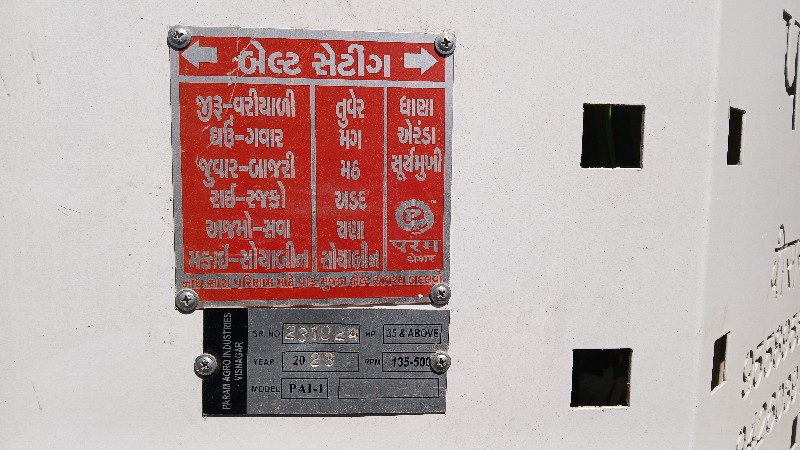 બેલ્ટ સેટીંગ
જીરૂ-વરીયાળી
ઘઉં-ગવાર
જુવાર-બાજરી
રાઈ-રજકો
અજમો-સવા
મકાઈ-સોયાબીન
તુવેર
મગ
મઠ
અડદ
ચણા
સોયાબીન
ધાણા
એરંડા
સૂર્યમુખી
પરમ
થ્રેશર
PARAM AGRO INDUSTRIES
VISNAGAR
SR. NO 231024 HP 35 & ABOVE
YEAR 2023 RPM 135-500
MODEL PAI-1